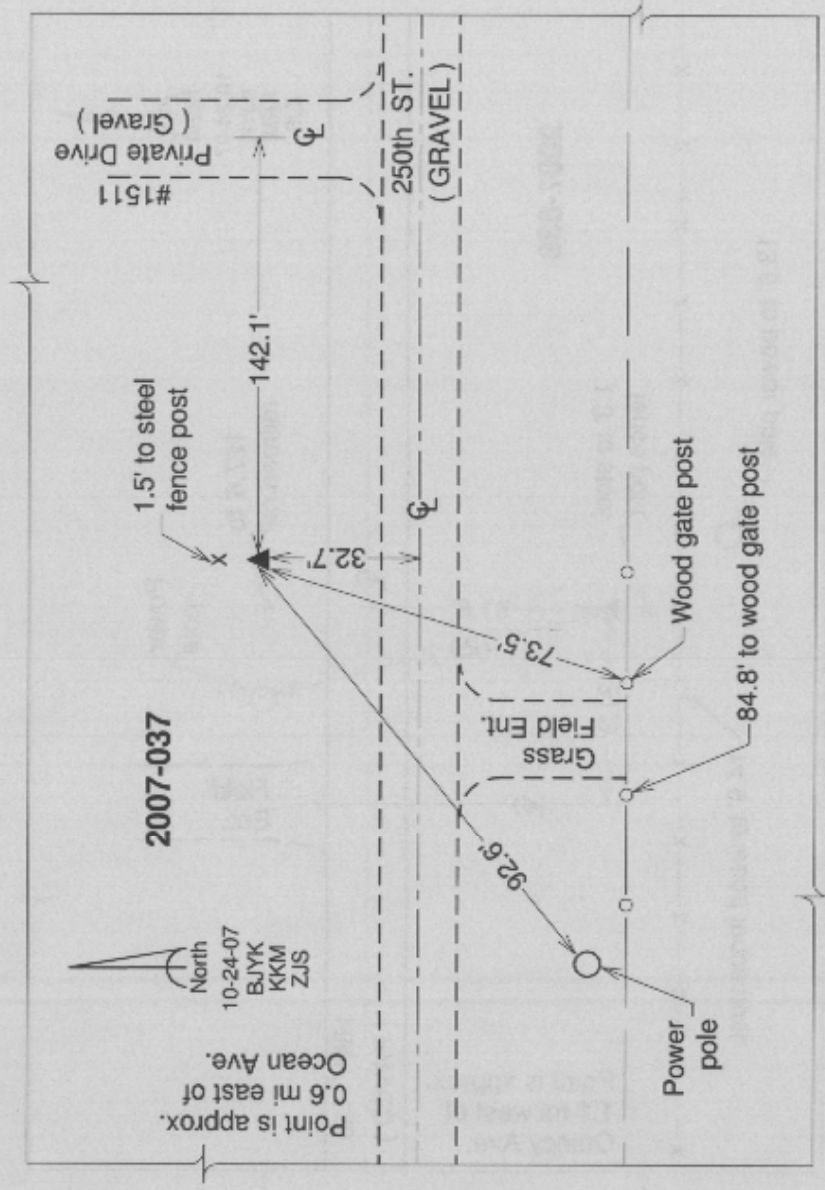 Point is approx.
0.6 mi east of
Ocean Ave.
North
10-24-07
BJYK
KKM
ZJS
2007-037
1.5' to steel
fence post
x
142.1'
32.7'
#1511
Private Drive
( Gravel )
CL
250th ST.
( GRAVEL )
CL
73.5'
92.6'
Grass
Field Ent.
Power
pole
84.8' to wood gate post
Wood gate post